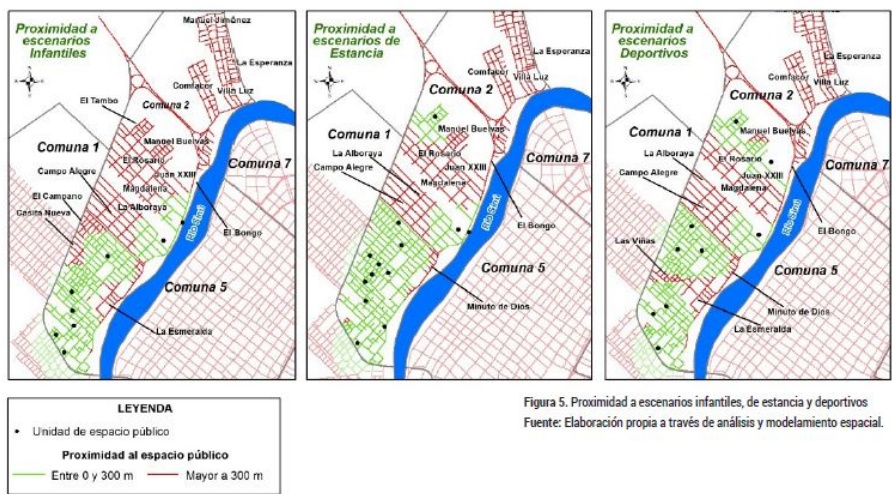 Proximidad a
escenarios
Infantiles
Manuel Jiménez
La Esperanza
Comfacor
Villa Luz
El Tambo
Comuna 2
Manuel Buelvas
Comuna 1
El Rosario
Comuna 7
Campo Alegre
Juan XXIII
Magdalena
El Campano
La Alboraya
Casita Nueva
Río Sinú
El Bongo
Comuna 5
La Esmeralda
Proximidad a
escenarios de
Estancia
Manuel Jiménez
La Esperanza
Comfacor
Villa Luz
Comuna 2
Manuel Buelvas
Comuna 1
El Rosario
Comuna 7
La Alboraya
Juan XXIII
Campo Alegre
Magdalena
Río Sinú
El Bongo
Comuna 5
Minuto de Dios
Proximidad a
escenarios
Deportivos
Manuel Jiménez
La Esperanza
Comfacor
Villa Luz
Comuna 2
Manuel Buelvas
Comuna 1
La Alboraya
El Rosario
Comuna 7
Campo Alegre
Juan XXIII
Magdalena
Río Sinú
El Bongo
Las Viñas
Comuna 5
Minuto de Dios
La Esmeralda
LEYENDA
Unidad de espacio público
Proximidad al espacio público
Entre 0 y 300 m
Mayor a 300 m
Figura 5. Proximidad a escenarios infantiles, de estancia y deportivos
Fuente: Elaboración propia a través de análisis y modelamiento espacial.